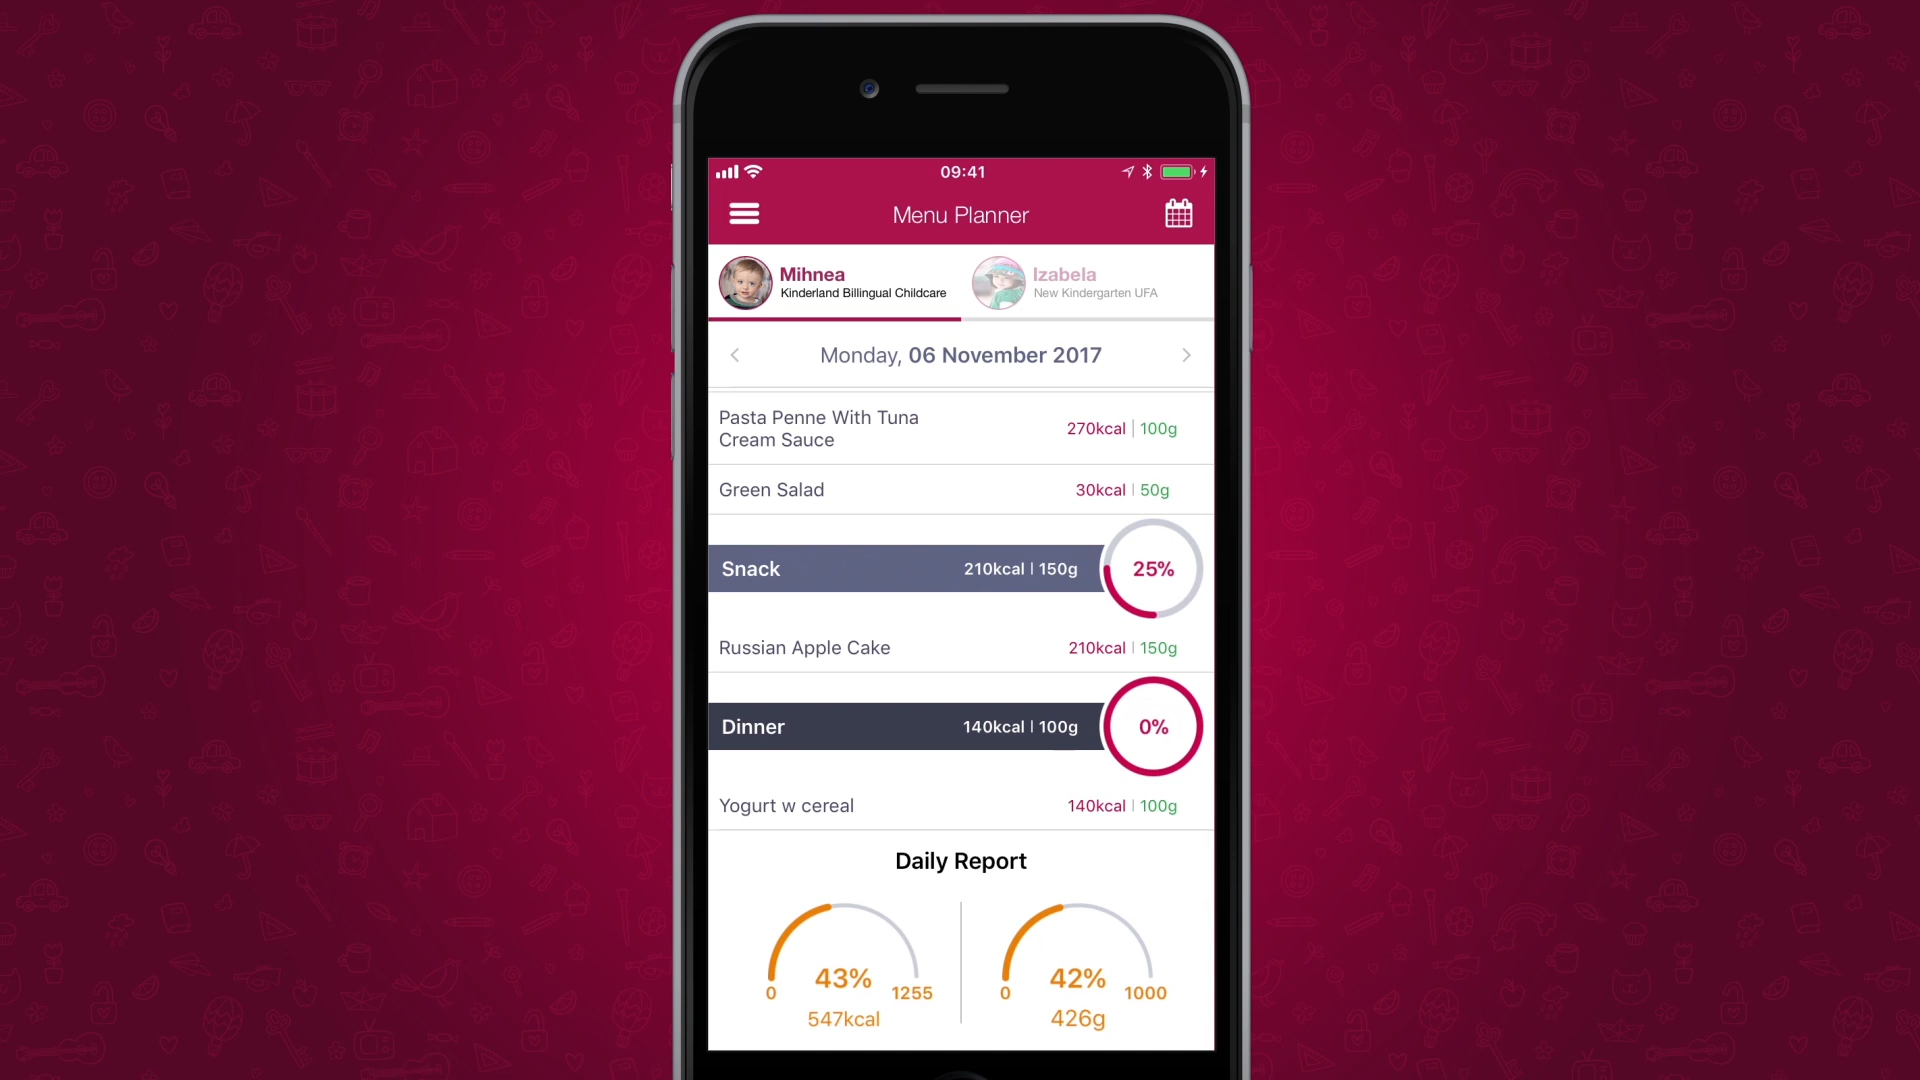 09:41
Menu Planner
Mihnea
Kinderland Billingual Childcare
Izabela
New Kindergarten UFA
Monday, 06 November 2017
Pasta Penne With Tuna
Cream Sauce
270kcal | 100g
Green Salad
30kcal | 50g
Snack
210kcal | 150g
25%
Russian Apple Cake
210kcal | 150g
Dinner
140kcal | 100g
0%
Yogurt w cereal
140kcal | 100g
Daily Report
43%
0
1255
547kcal
42%
0
1000
426g